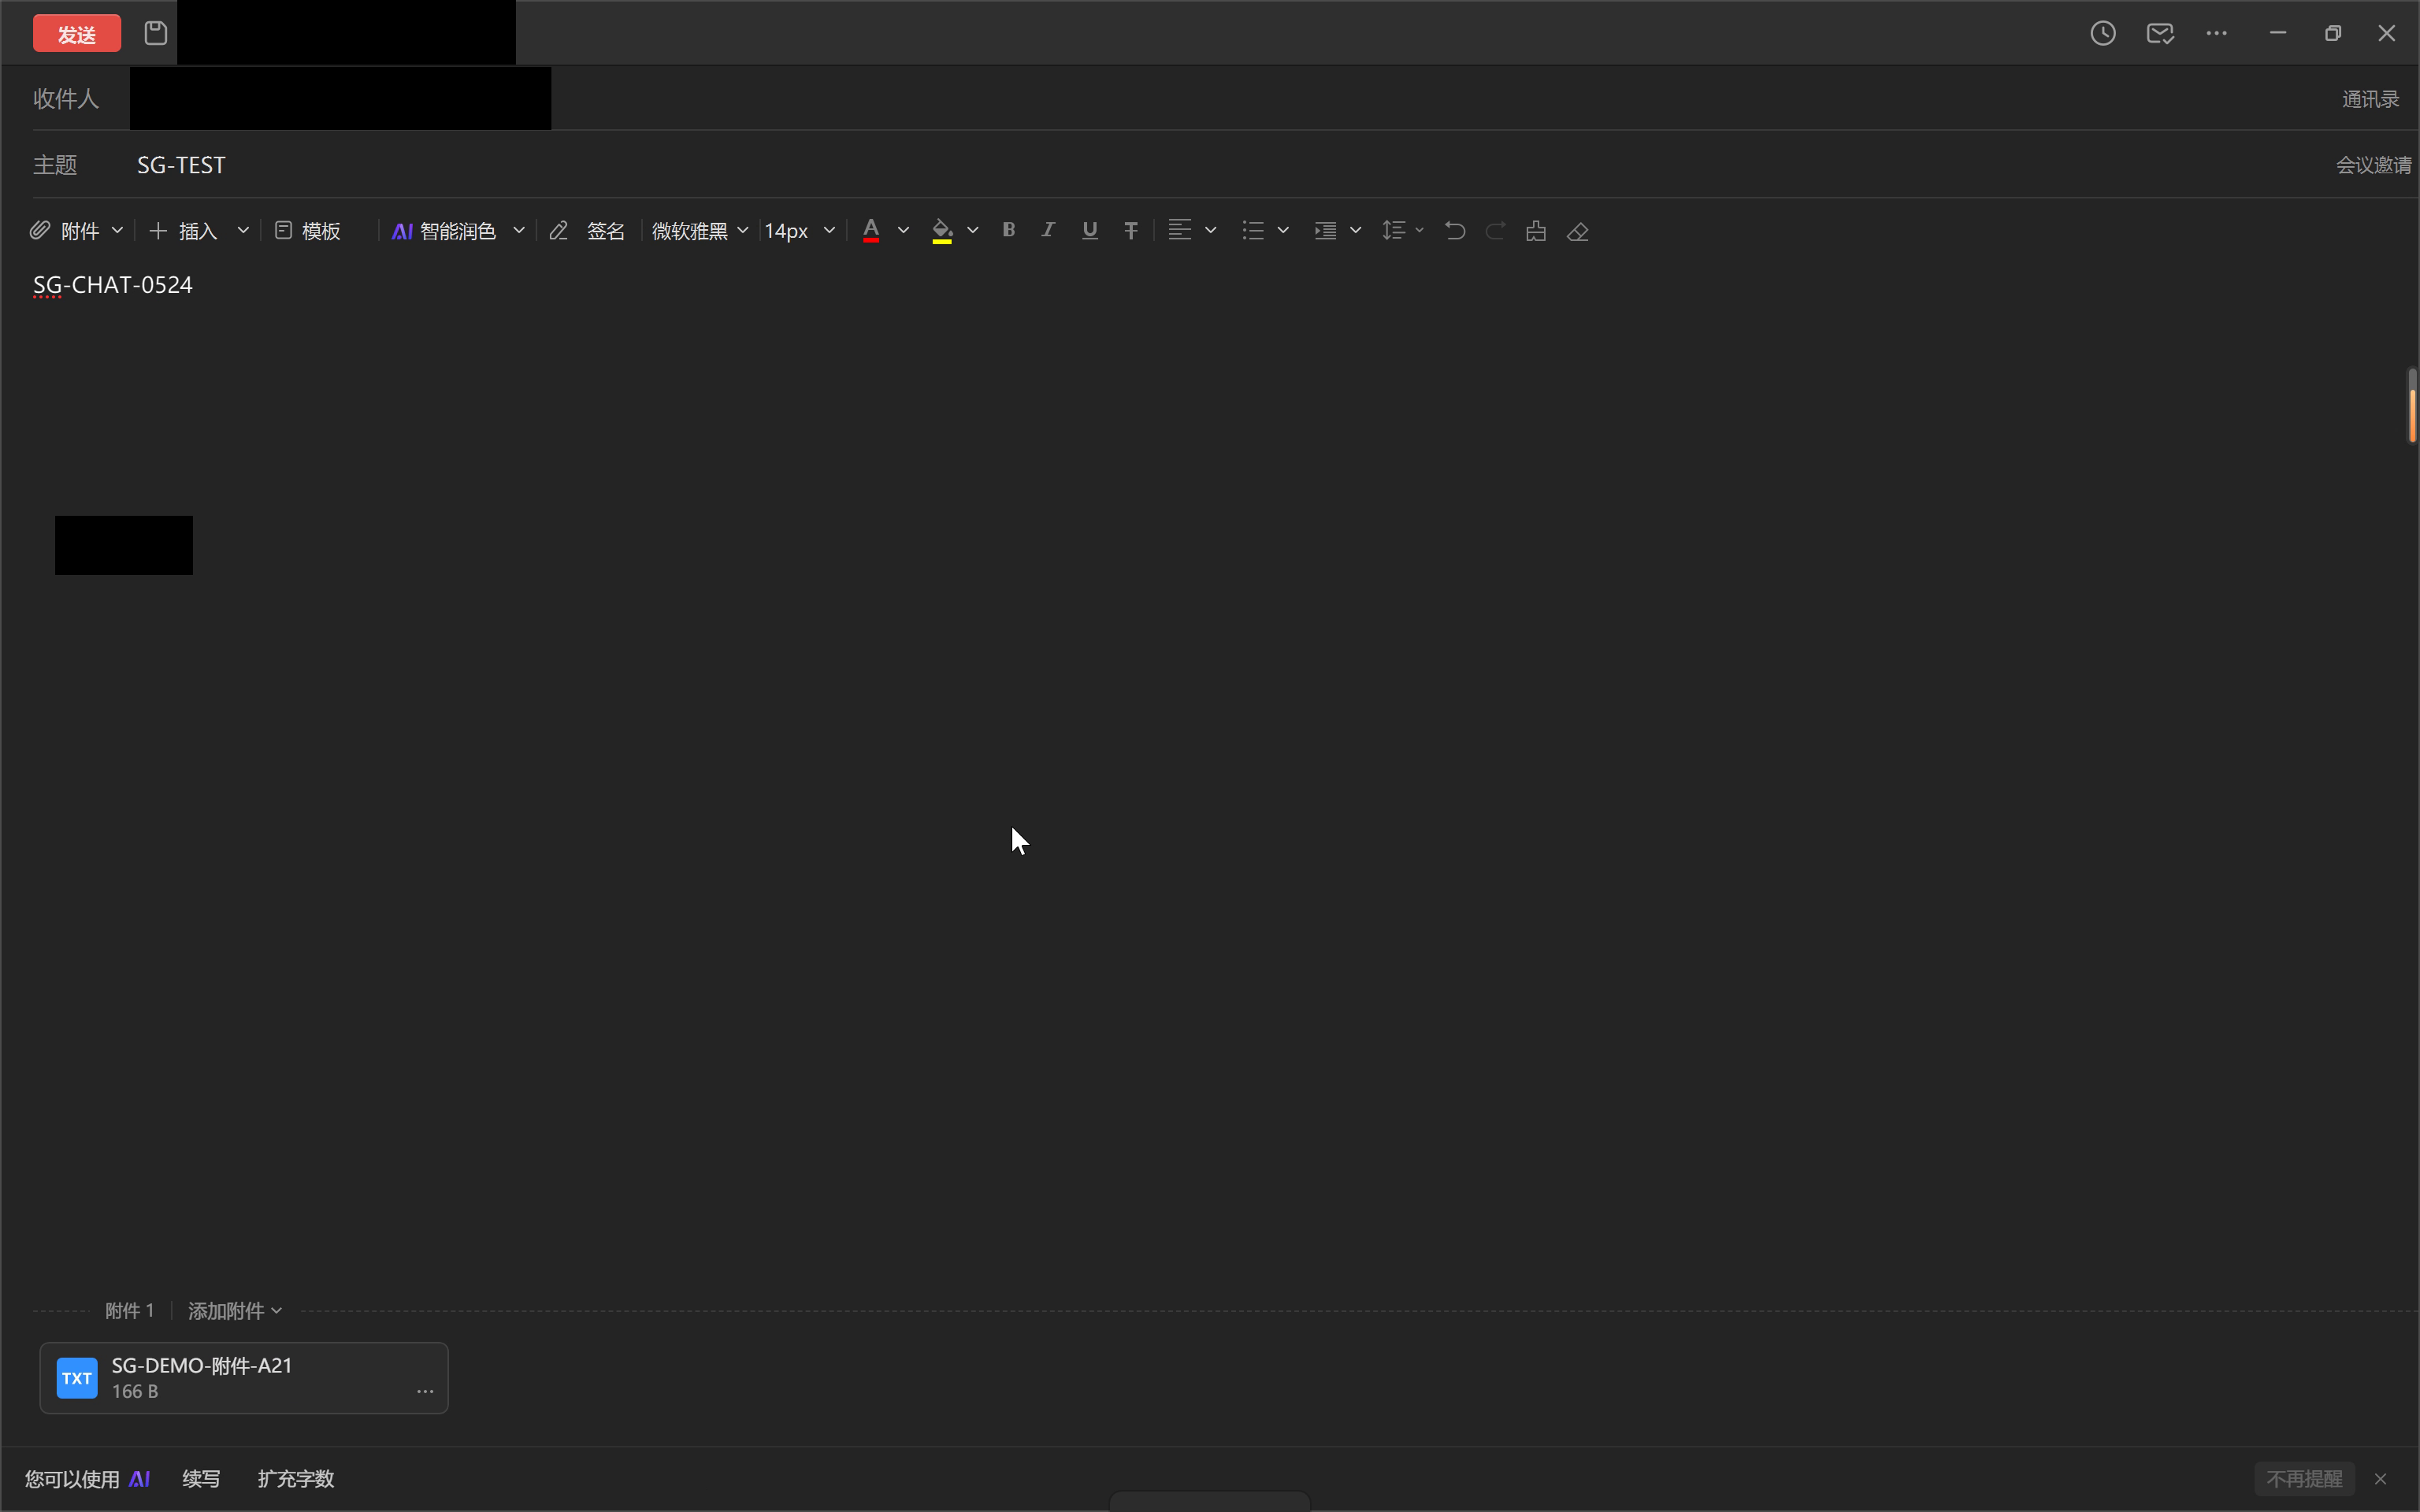 发送
收件人 通讯录
主题 SG-TEST 会议邀请
附件 插入 模板 AI 智能润色 签名 微软雅黑 14px A B I U T
SG-CHAT-0524
附件 1 添加附件
TXT SG-DEMO-附件-A21
166 B
您可以使用 AI 续写 扩充字数 不再提醒